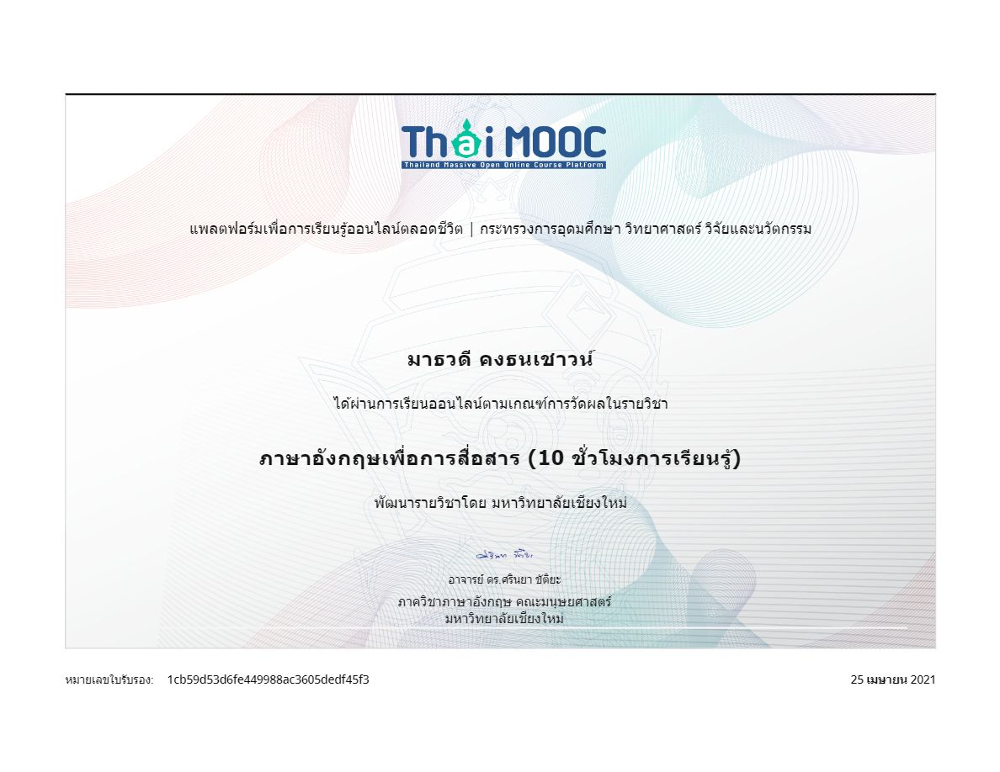 Thai MOOC
Thailand Massive Open Online Course Platform
แพลตฟอร์มเพื่อการเรียนรู้ออนไลน์ตลอดชีวิต | กระทรวงการอุดมศึกษา วิทยาศาสตร์ วิจัยและนวัตกรรม
มาธวดี คงธนเชาวน์
ได้ผ่านการเรียนออนไลน์ตามเกณฑ์การวัดผลในรายวิชา
ภาษาอังกฤษเพื่อการสื่อสาร (10 ชั่วโมงการเรียนรู้)
พัฒนารายวิชาโดย มหาวิทยาลัยเชียงใหม่
อาจารย์ ดร.ศรินยา ขัติยะ
ภาควิชาภาษาอังกฤษ คณะมนุษยศาสตร์
มหาวิทยาลัยเชียงใหม่
หมายเลขใบรับรอง: 1cb59d53d6fe449988ac3605dedf45f3
25 เมษายน 2021